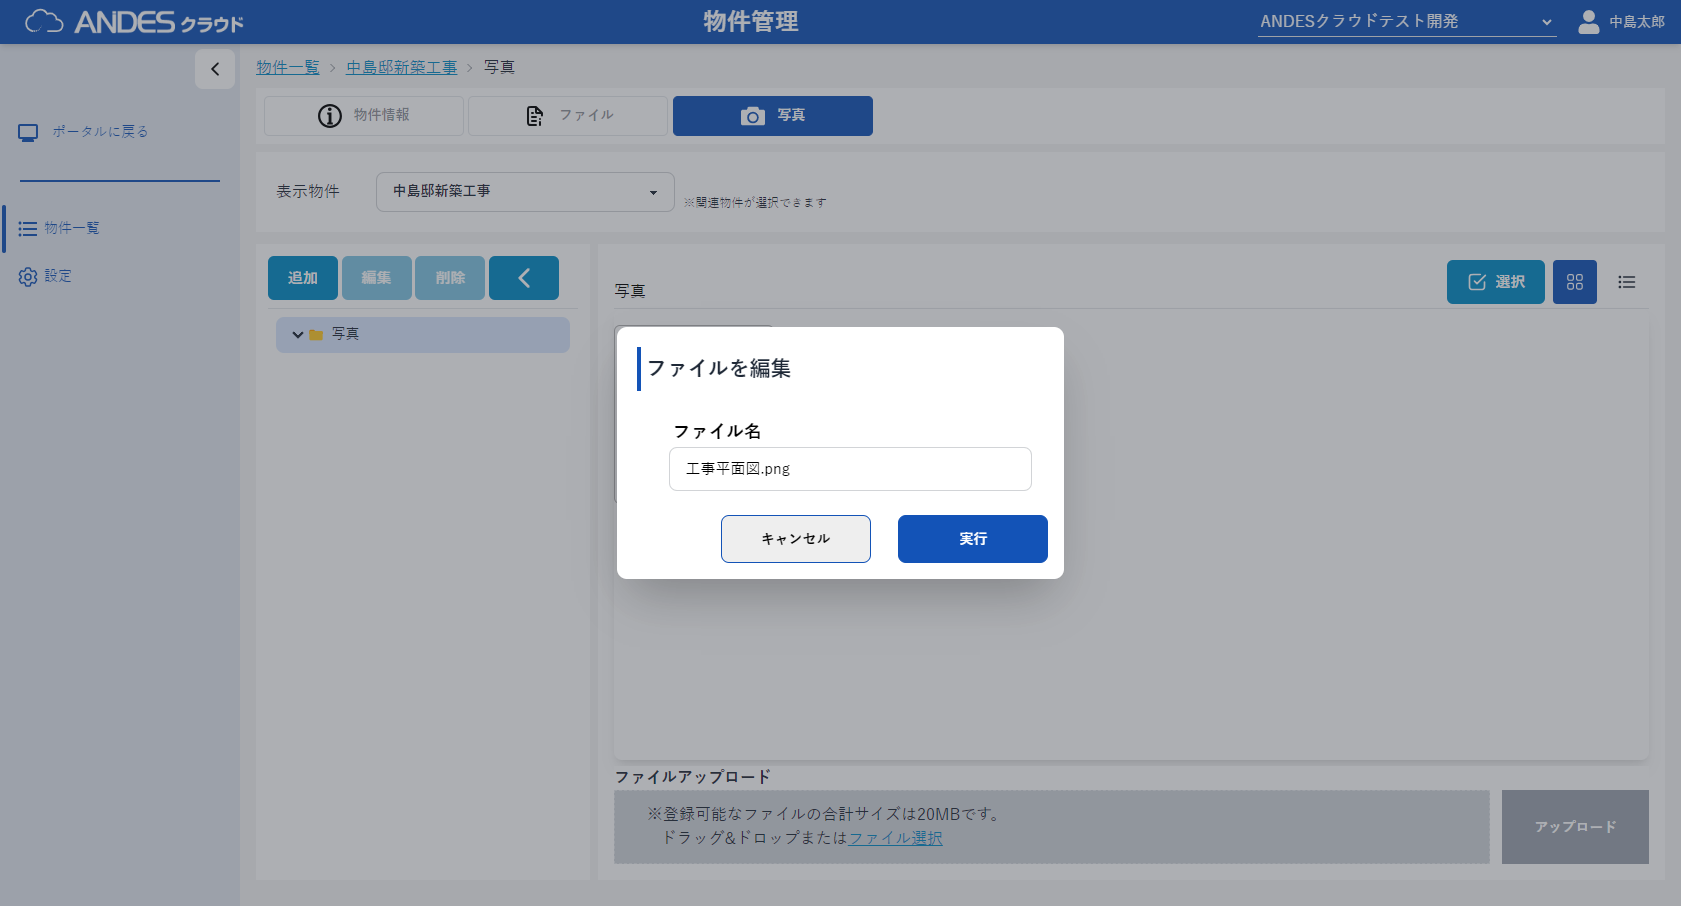 ANDES クラウド
物件管理
ANDESクラウドテスト開発
中島太郎
物件一覧 > 中島邸新築工事 > 写真
ポータルに戻る
物件一覧
設定
物件情報
ファイル
写真
表示物件
中島邸新築工事
※関連物件が選択できます
追加
編集
削除
写真
写真
選択
ファイルを編集
ファイル名
工事平面図.png
キャンセル
実行
ファイルアップロード
※登録可能なファイルの合計サイズは20MBです。
ドラッグ&ドロップまたはファイル選択
アップロード